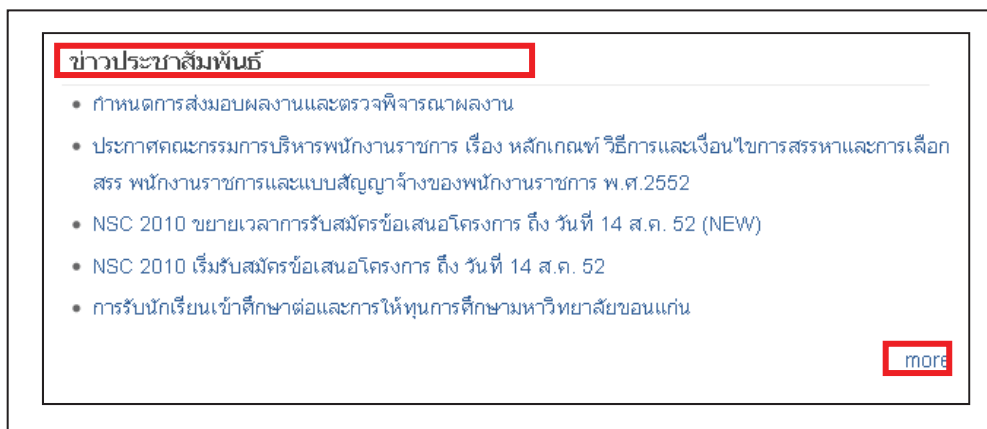 ข่าวประชาสัมพันธ์
กำหนดการส่งมอบผลงานและตรวจพิจารณาผลงาน
ประกาศคณะกรรมการบริหารพนักงานราชการ เรื่อง หลักเกณฑ์ วิธีการและเงื่อนไขการสรรหาและการเลือก
สรร พนักงานราชการและแบบสัญญาจ้างของพนักงานราชการ พ.ศ.2552
NSC 2010 ขยายเวลาการรับสมัครข้อเสนอโครงการ ถึง วันที่ 14 ส.ค. 52 (NEW)
NSC 2010 เริ่มรับสมัครข้อเสนอโครงการ ถึง วันที่ 14 ส.ค. 52
การรับนักเรียนเข้าศึกษาต่อและการให้ทุนการศึกษามหาวิทยาลัยขอนแก่น
more